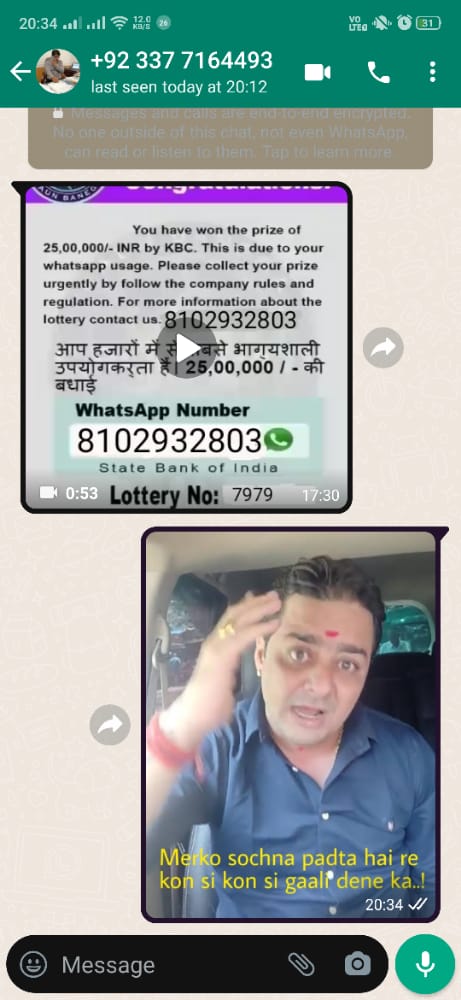 20:34
12.0
KB/S
26
VO
LTE
31
+92 337 7164493
last seen today at 20:12
Messages and calls are end-to-end encrypted.
No one outside of this chat, not even WhatsApp,
can read or listen to them. Tap to learn more.
AUN BANEG
Congratulations!
You have won the prize of
25,00,000/- INR by KBC. This is due to your
whatsapp usage. Please collect your prize
urgently by follow the company rules and
regulation. For more information about the
lottery contact us. 8102932803
आप हजारों में से सबसे भाग्यशाली
उपयोगकर्ता हैं| 25,00,000 / - की
बधाई
WhatsApp Number
8102932803
State Bank of India
0:53 Lottery No: 7979 17:30
Merko sochna padta hai re
kon si kon si gaali dene ka..!
20:34
Message